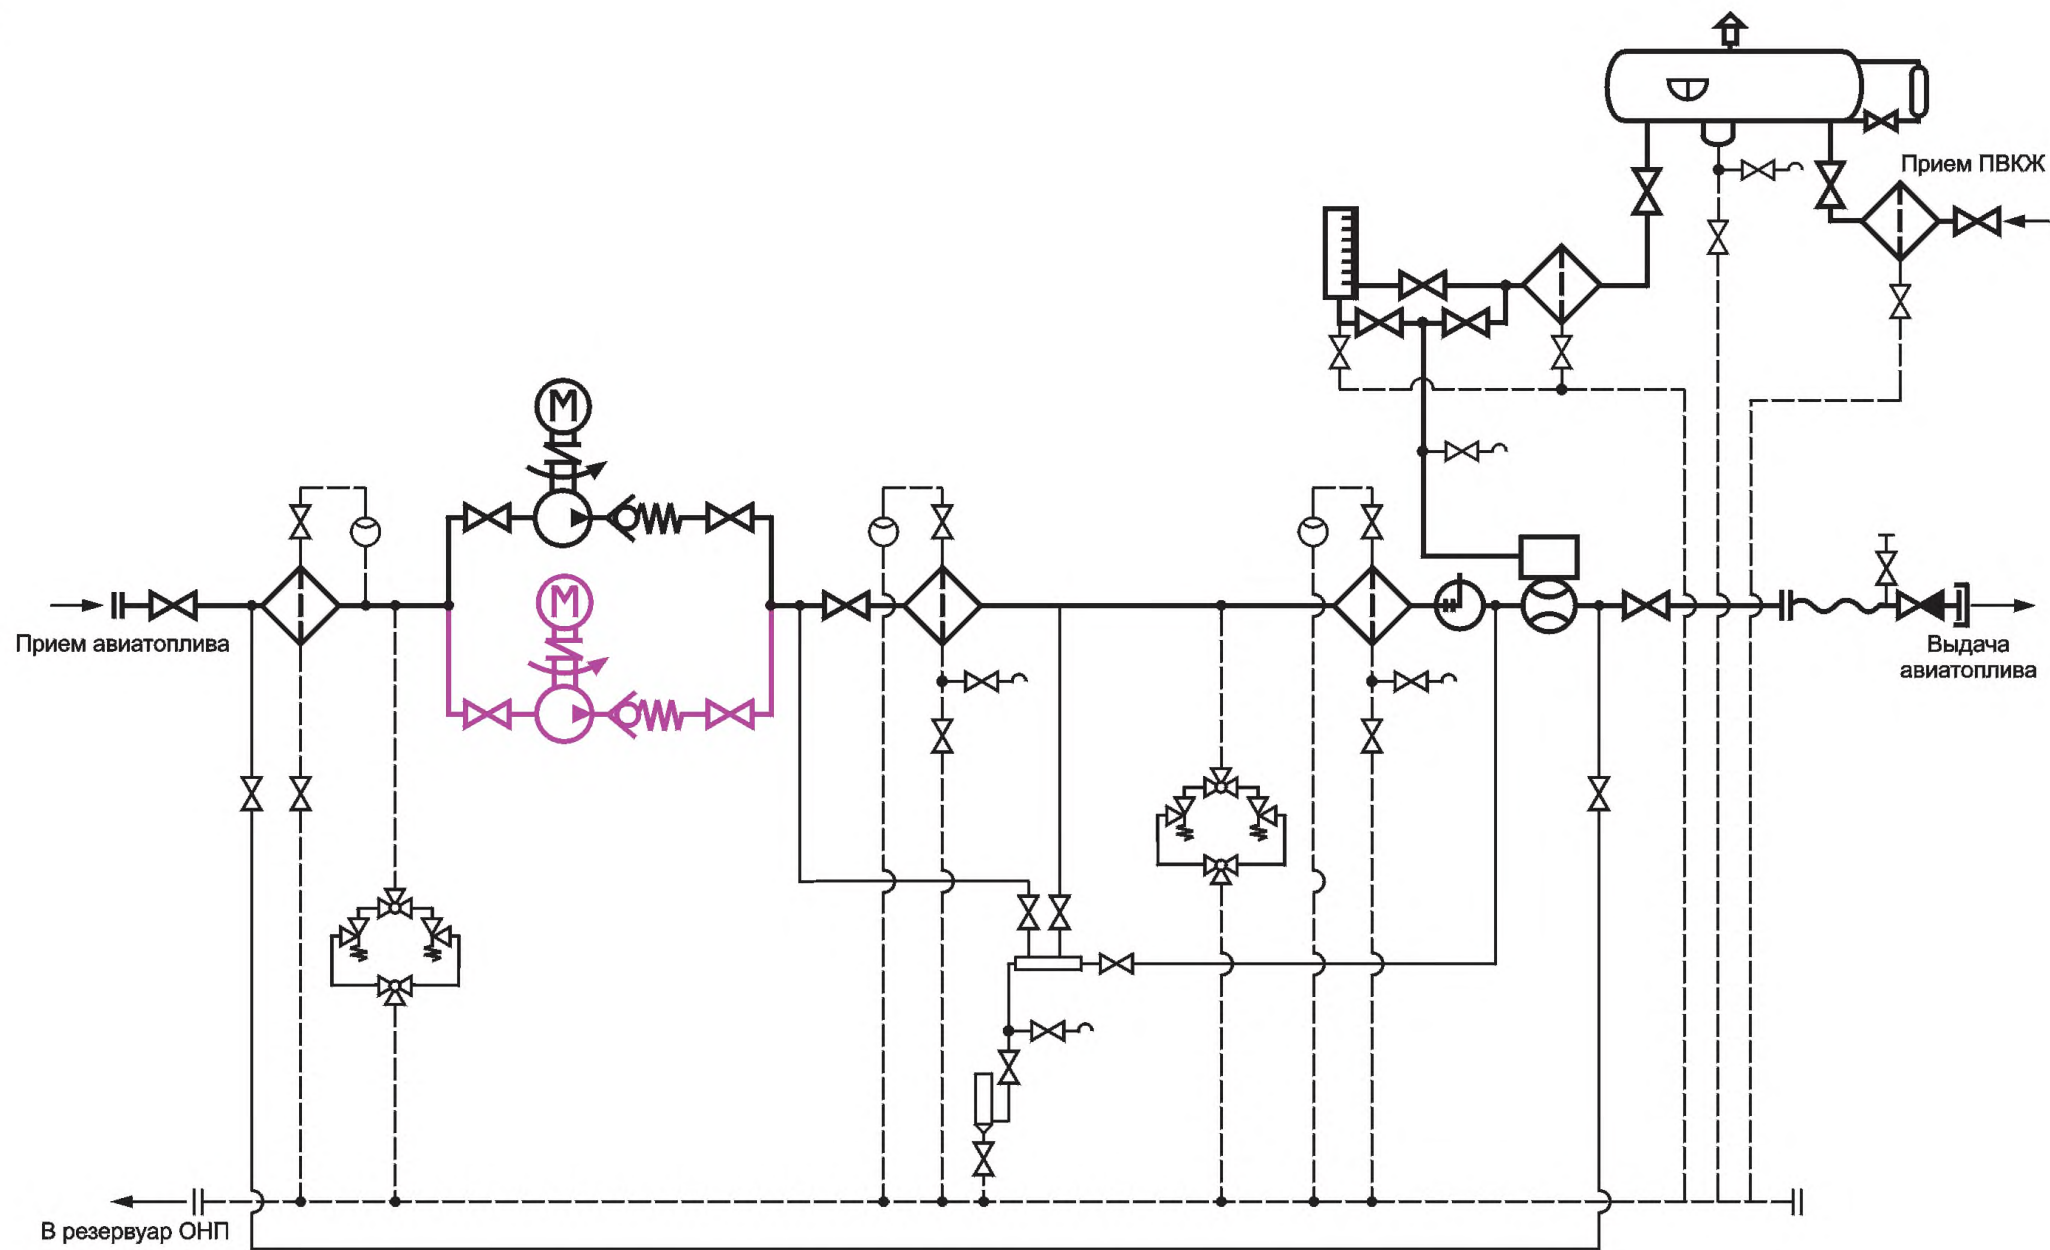 Прием ПВКЖ
M
Прием авиатоплива
M
Выдача
авиатоплива
В резервуар ОНП